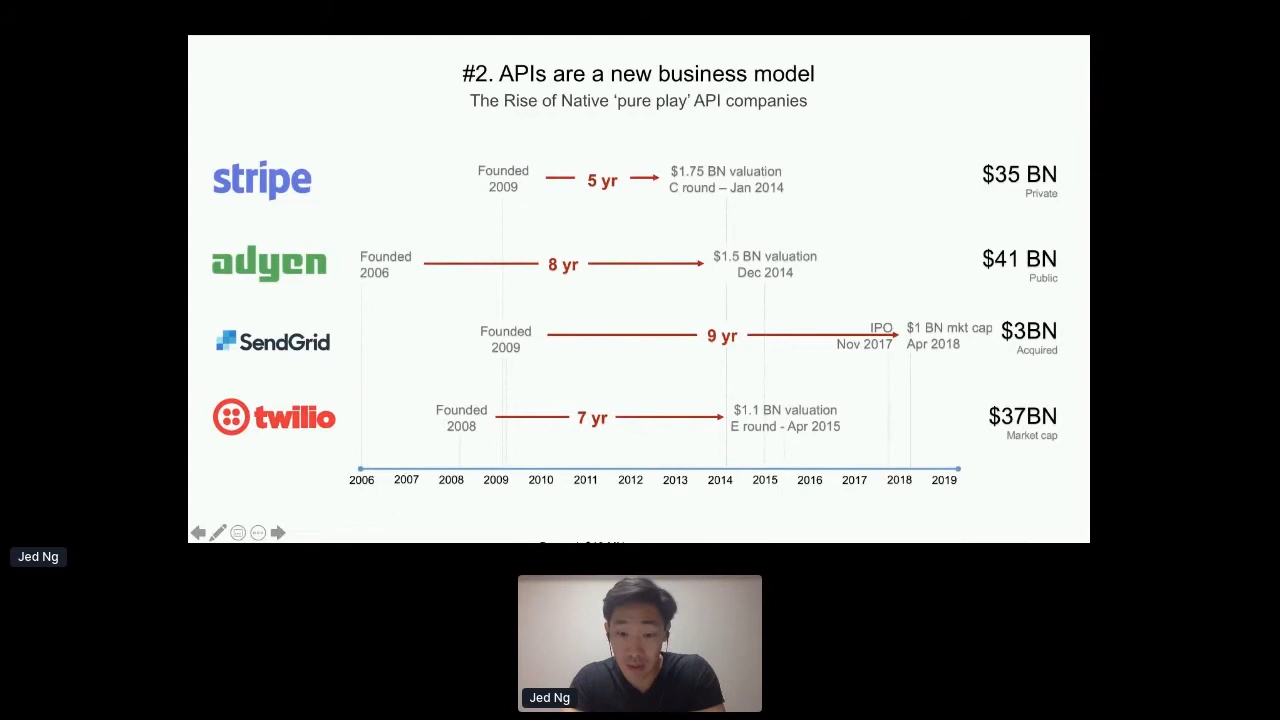 #2. APIs are a new business model
The Rise of Native ‘pure play’ API companies
stripe
Founded
2009
5 yr
$1.75 BN valuation
C round – Jan 2014
$35 BN
Private
adyen
Founded
2006
8 yr
$1.5 BN valuation
Dec 2014
$41 BN
Public
SendGrid
Founded
2009
9 yr
IPO
Nov 2017
$1 BN mkt cap
Apr 2018
$3BN
Acquired
twilio
Founded
2008
7 yr
$1.1 BN valuation
E round - Apr 2015
$37BN
Market cap
2006 2007 2008 2009 2010 2011 2012 2013 2014 2015 2016 2017 2018 2019
Jed Ng
Jed Ng